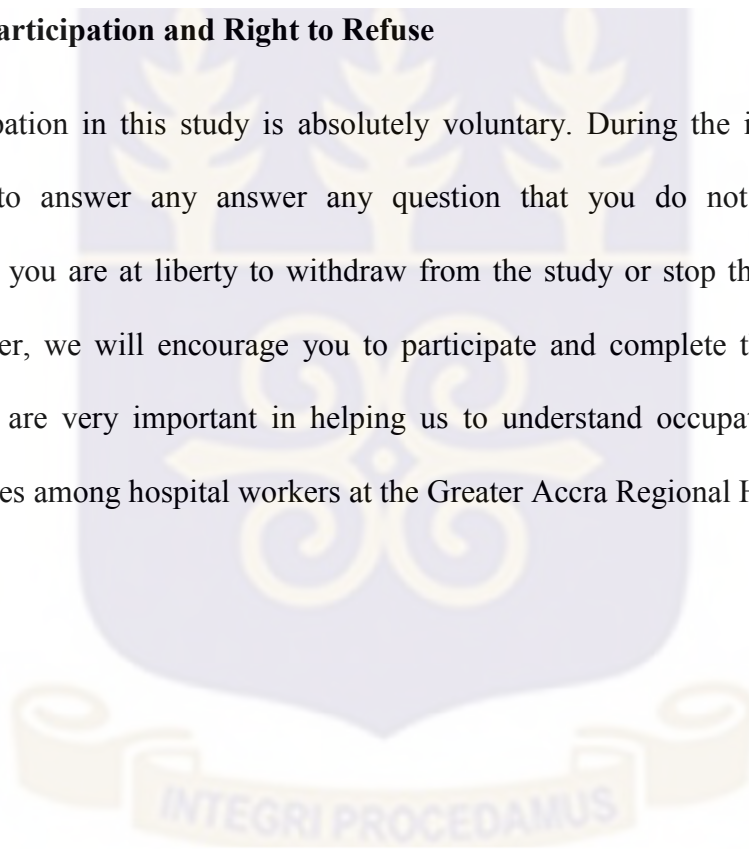 articipation and Right to Refuse
pation in this study is absolutely voluntary. During the i
to answer any answer any question that you do not
you are at liberty to withdraw from the study or stop th
er, we will encourage you to participate and complete t
are very important in helping us to understand occupat
es among hospital workers at the Greater Accra Regional H
INTEGRI PROCEDAMUS